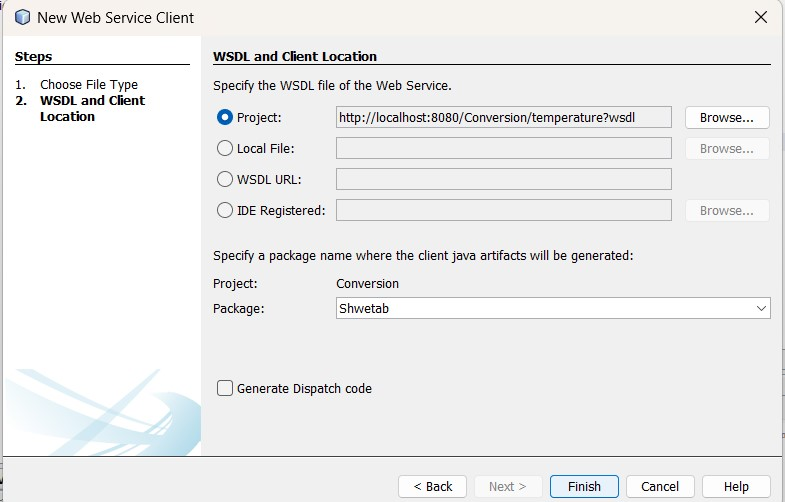 New Web Service Client
Steps
1. Choose File Type
2. WSDL and Client
Location
WSDL and Client Location
Specify the WSDL file of the Web Service.
Project: http://localhost:8080/Conversion/temperature?wsdl Browse...
Local File: Browse...
WSDL URL:
IDE Registered: Browse...
Specify a package name where the client java artifacts will be generated:
Project: Conversion
Package: Shwetab
Generate Dispatch code
< Back Next > Finish Cancel Help